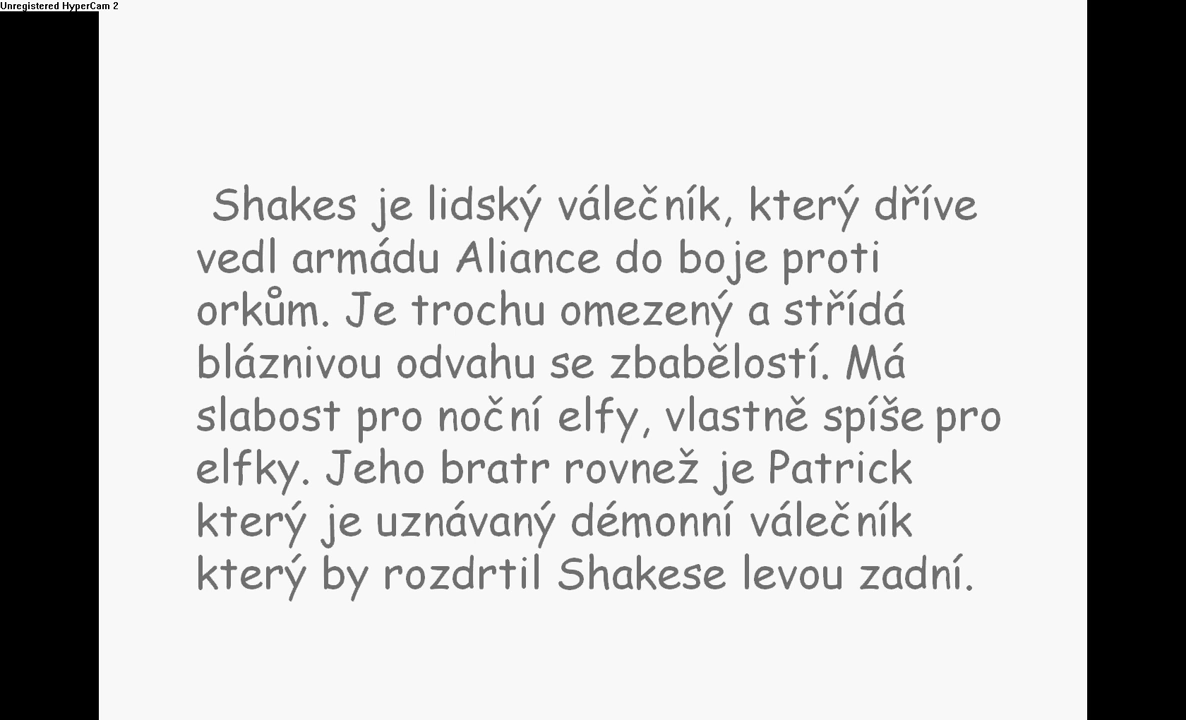 Unregistered HyperCam 2
Shakes je lidský válečník, který dříve
vedl armádu Aliance do boje proti
orkům. Je trochu omezený a střídá
bláznivou odvahu se zbabělostí. Má
slabost pro noční elfy, vlastně spíše pro
elfky. Jeho bratr rovnež je Patrick
který je uznávaný démonní válečník
který by rozdrtil Shakese levou zadní.